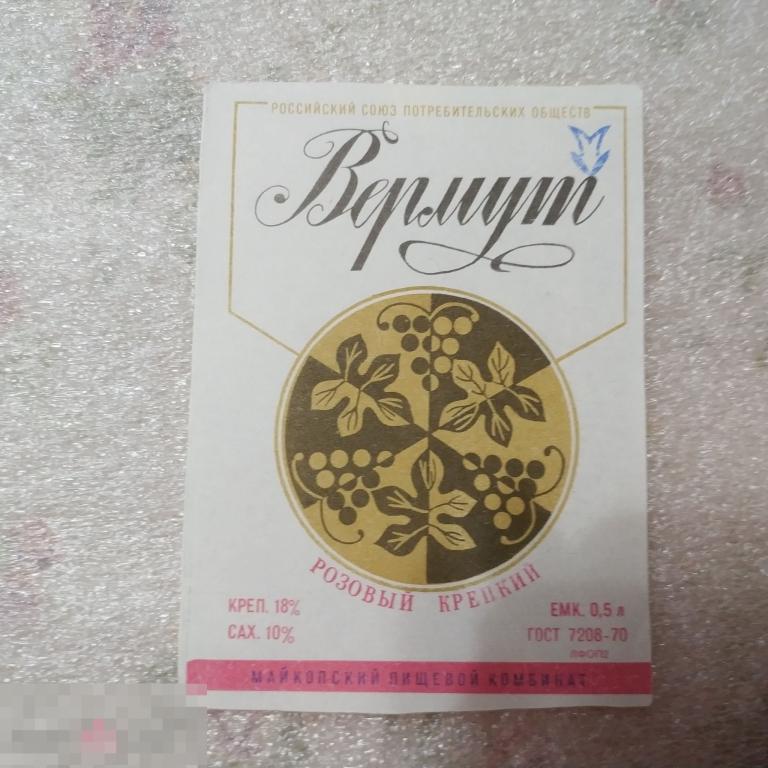 РОССИЙСКИЙ СОЮЗ ПОТРЕБИТЕЛЬСКИХ ОБЩЕСТВ
Вермут
РОЗОВЫЙ КРЕПКИЙ
КРЕП. 18%
САХ. 10%
ЕМК. 0,5 л
ГОСТ 7208-70
ЛФОП2
МАЙКОПСКИЙ ПИЩЕВОЙ КОМБИНАТ